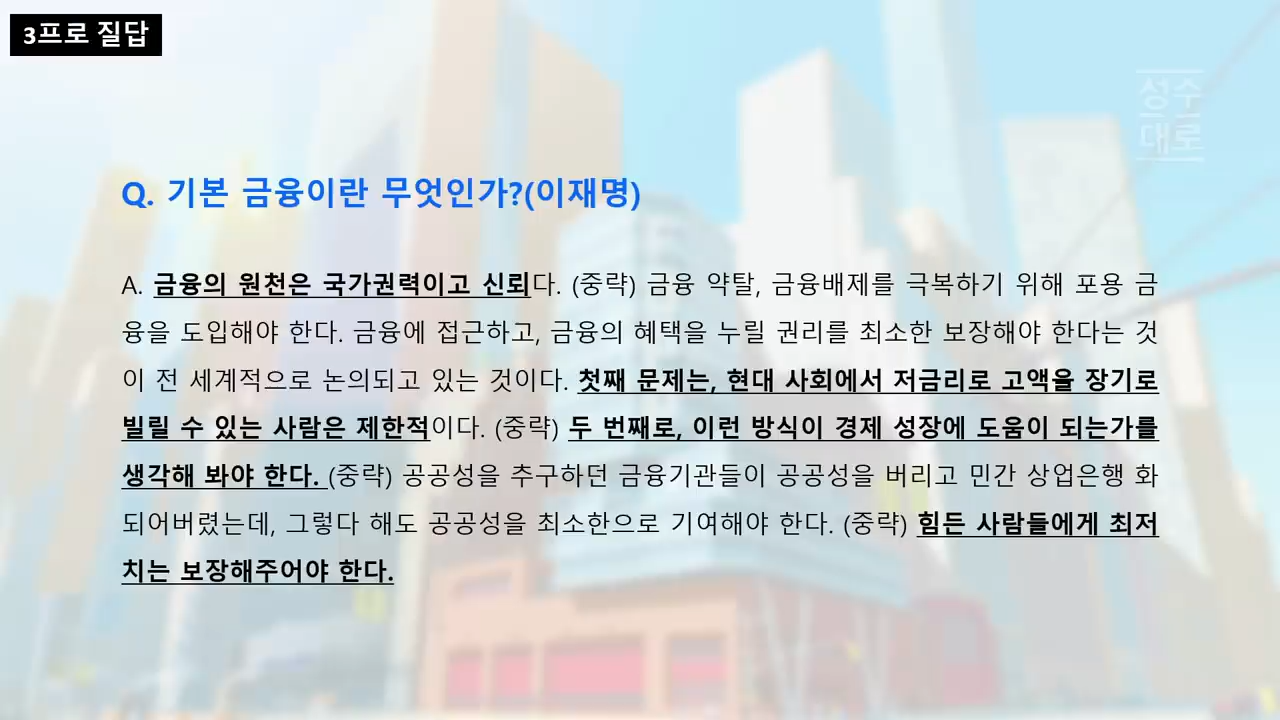 3프로 질답
성수
대로
Q. 기본 금융이란 무엇인가?(이재명)
A. 금융의 원천은 국가권력이고 신뢰다. (중략) 금융 약탈, 금융배제를 극복하기 위해 포용 금
융을 도입해야 한다. 금융에 접근하고, 금융의 혜택을 누릴 권리를 최소한 보장해야 한다는 것
이 전 세계적으로 논의되고 있는 것이다. 첫째 문제는, 현대 사회에서 저금리로 고액을 장기로
빌릴 수 있는 사람은 제한적이다. (중략) 두 번째로, 이런 방식이 경제 성장에 도움이 되는가를
생각해 봐야 한다. (중략) 공공성을 추구하던 금융기관들이 공공성을 버리고 민간 상업은행 화
되어버렸는데, 그렇다 해도 공공성을 최소한으로 기여해야 한다. (중략) 힘든 사람들에게 최저
치는 보장해주어야 한다.